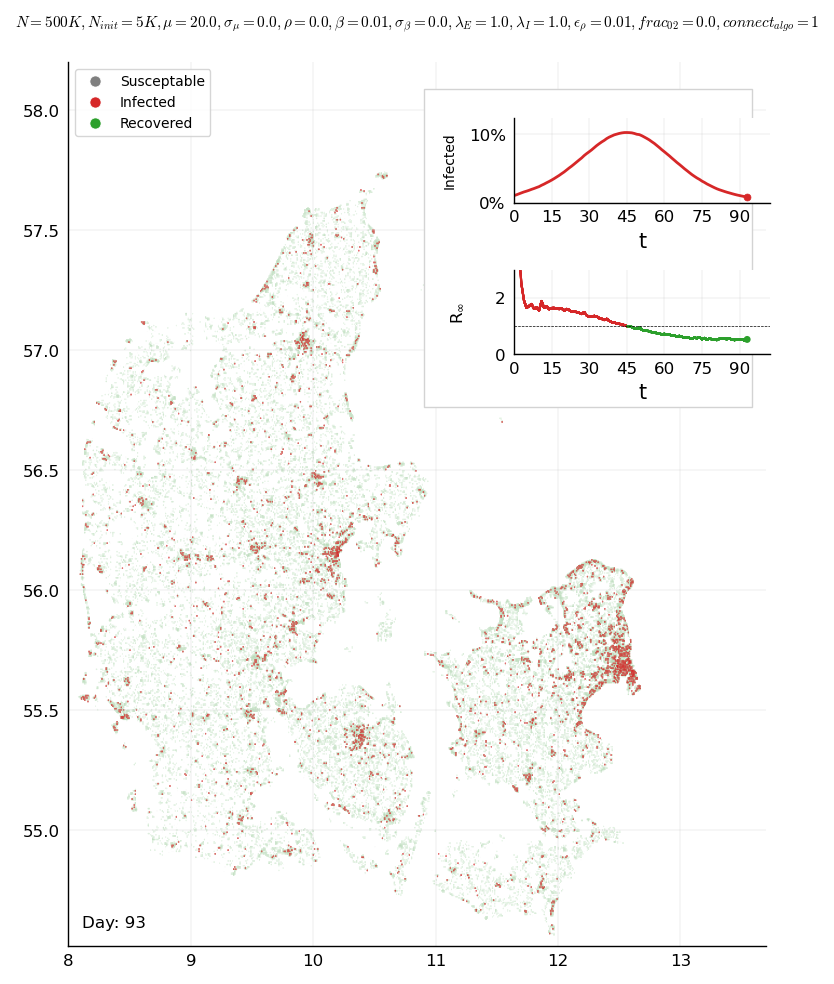 N = 500K, N_init = 5K, μ = 20.0, σ_μ = 0.0, ρ = 0.0, β = 0.01, σ_β = 0.0, λ_E = 1.0, λ_I = 1.0, ϵ_ρ = 0.01, frac_02 = 0.0, connect_algo = 1
Susceptable
Infected
Recovered
58.0
57.5
57.0
56.5
56.0
55.5
55.0
8 9 10 11 12 13
Day: 93
Infected
10%
0%
0 15 30 45 60 75 90
t
R∞
2
0
0 15 30 45 60 75 90
t